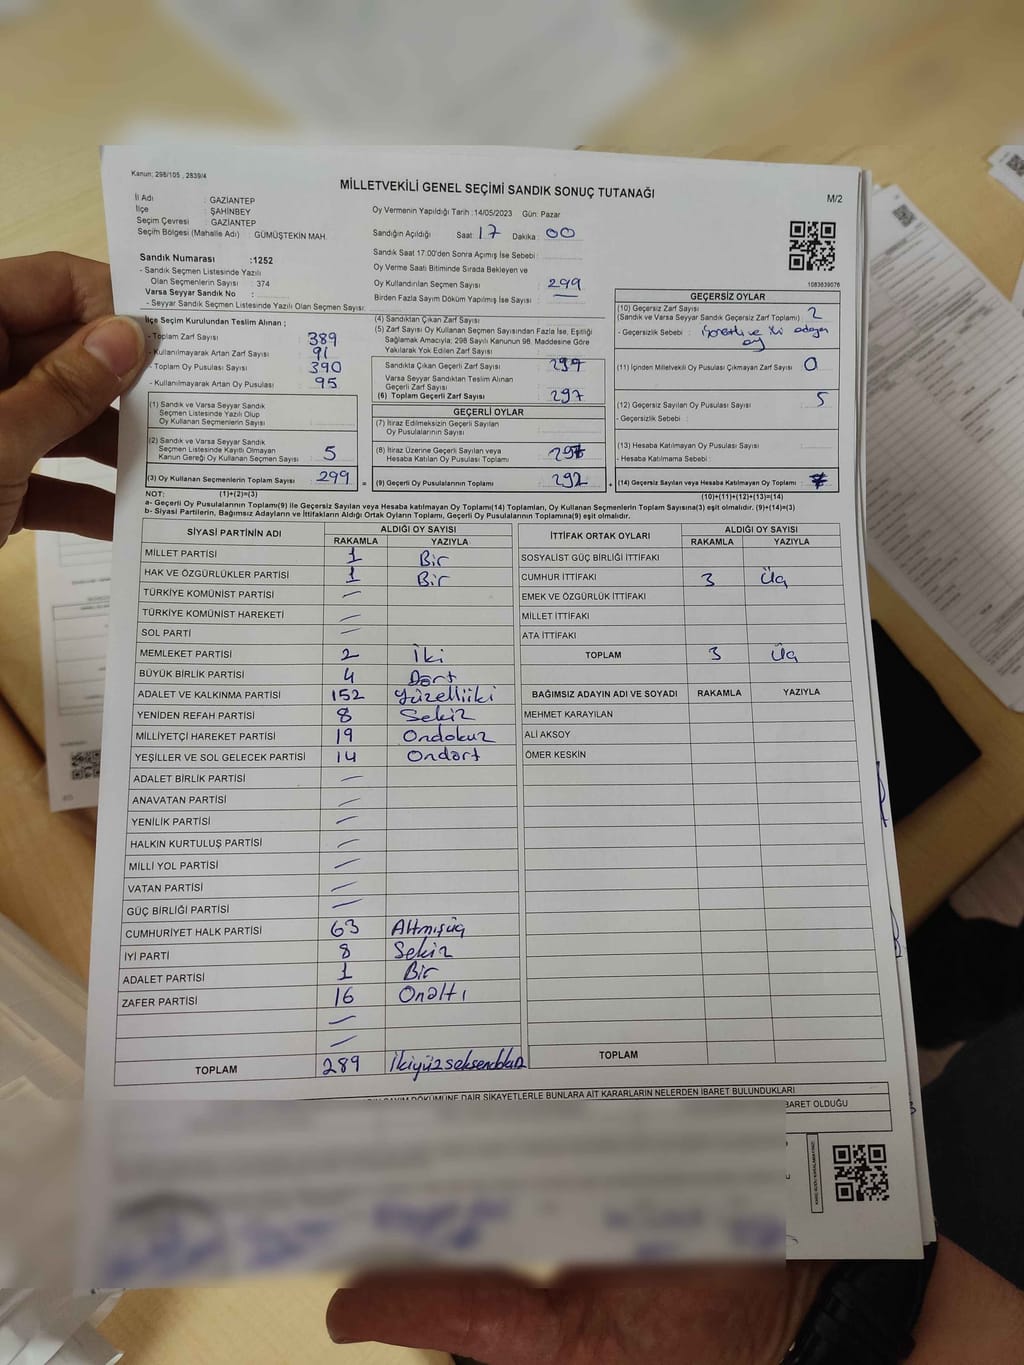 Kanun: 298/105 , 2839/4
MİLLETVEKİLİ GENEL SEÇİMİ SANDIK SONUÇ TUTANAĞI
M/2
İl Adı : GAZİANTEP
İlçe : ŞAHİNBEY
Seçim Çevresi : GAZİANTEP
Seçim Bölgesi (Mahalle Adı) : GÜMÜŞTEKİN MAH.
Sandık Numarası :1252
- Sandık Seçmen Listesinde Yazılı
Olan Seçmenlerin Sayısı : 374
Varsa Seyyar Sandık No :
- Seyyar Sandık Seçmen Listesinde Yazılı Olan Seçmen Sayısı:
Oy Vermenin Yapıldığı Tarih :14/05/2023 Gün: Pazar
Sandığın Açıldığı Saat: 17 Dakika: 00
Sandık Saat 17.00'den Sonra Açımış İse Sebebi :
Oy Verme Saati Bitiminde Sırada Bekleyen ve
Oy Kullandırılan Seçmen Sayısı : 299
Birden Fazla Sayım Döküm Yapılmış İse Sayısı :
1083639076
İlçe Seçim Kurulundan Teslim Alınan ;
- Toplam Zarf Sayısı : 389
- Kullanılmayarak Artan Zarf Sayısı : 91
- Toplam Oy Pusulası Sayısı : 390
- Kullanılmayarak Artan Oy Pusulası : 95
(1) Sandık ve Varsa Seyyar Sandık
Seçmen Listesinde Yazılı Olup
Oy Kullanan Seçmenlerin Sayısı :
(2) Sandık ve Varsa Seyyar Sandık
Seçmen Listesinde Kayıtlı Olmayan
Kanun Gereği Oy Kullanan Seçmen Sayısı : 5
(3) Oy Kullanan Seçmenlerin Toplam Sayısı : 299
(4) Sandıktan Çıkan Zarf Sayısı :
(5) Zarf Sayısı Oy Kullanan Seçmen Sayısından Fazla İse, Eşitliği
Sağlamak Amacıyla; 298 Sayılı Kanunun 98. Maddesine Göre
Yakılarak Yok Edilen Zarf Sayısı :
Sandıkta Çıkan Geçerli Zarf Sayısı : 297
Varsa Seyyar Sandıktan Teslim Alınan
Geçerli Zarf Sayısı :
(6) Toplam Geçerli Zarf Sayısı : 297
GEÇERLİ OYLAR
(7) İtiraz Edilmeksizin Geçerli Sayılan
Oy Pusulalarının Sayısı :
(8) İtiraz Üzerine Geçerli Sayılan veya
Hesaba Katılan Oy Pusulası Toplamı :
= (9) Geçerli Oy Pusulalarının Toplamı : 292
GEÇERSİZ OYLAR
(10) Geçersiz Zarf Sayısı : 2
(Sandık ve Varsa Seyyar Sandık Geçersiz Zarf Toplamı)
- Geçersizlik Sebebi : oy
(11) İçinden Milletvekili Oy Pusulası Çıkmayan Zarf Sayısı : 0
(12) Geçersiz Sayılan Oy Pusulası Sayısı : 5
- Geçersizlik Sebebi :
(13) Hesaba Katılmayan Oy Pusulası Sayısı :
- Hesaba Katılmama Sebebi :
+ (14) Geçersiz Sayılan veya Hesaba Katılmayan Oy Toplamı : 7
NOT: (1)+(2)=(3)
(10)+(11)+(12)+(13)=(14)
a- Geçerli Oy Pusulalarının Toplamı(9) ile Geçersiz Sayılan veya Hesaba Katılmayan Oy Toplamı(14) Toplamları, Oy Kullanan Seçmenlerin Toplam Sayısına(3) eşit olmalıdır. (9)+(14)=(3)
b- Siyasi Partilerin, Bağımsız Adayların ve İttifakların Aldığı Ortak Oyların Toplamı, Geçerli Oy Pusulalarının Toplamına(9) eşit olmalıdır.
SİYASİ PARTİNİN ADI ALDIĞI OY SAYISI
RAKAMLA YAZIYLA
MİLLET PARTİSİ 1 Bir
HAK VE ÖZGÜRLÜKLER PARTİSİ 1 Bir
TÜRKİYE KOMÜNİST PARTİSİ —
TÜRKİYE KOMÜNİST HAREKETİ —
SOL PARTİ —
MEMLEKET PARTİSİ 2 İki
BÜYÜK BİRLİK PARTİSİ 4 Dört
ADALET VE KALKINMA PARTİSİ 152 Yüzelliiki
YENİDEN REFAH PARTİSİ 8 Sekiz
MİLLİYETÇİ HAREKET PARTİSİ 19 Ondokuz
YEŞİLLER VE SOL GELECEK PARTİSİ 14 Ondört
ADALET BİRLİK PARTİSİ —
ANAVATAN PARTİSİ —
YENİLİK PARTİSİ —
HALKIN KURTULUŞ PARTİSİ —
MİLLİ YOL PARTİSİ —
VATAN PARTİSİ —
GÜÇ BİRLİĞİ PARTİSİ —
CUMHURİYET HALK PARTİSİ 63 Altmışüç
İYİ PARTİ 8 Sekiz
ADALET PARTİSİ 1 Bir
ZAFER PARTİSİ 16 Onaltı
—
—
TOPLAM 289
İTTİFAK ORTAK OYLARI ALDIĞI OY SAYISI
RAKAMLA YAZIYLA
SOSYALİST GÜÇ BİRLİĞİ İTTİFAKI
CUMHUR İTTİFAKI 3 Üç
EMEK VE ÖZGÜRLÜK İTTİFAKI
MİLLET İTTİFAKI
ATA İTTİFAKI
TOPLAM 3 Üç
BAĞIMSIZ ADAYIN ADI VE SOYADI RAKAMLA YAZIYLA
MEHMET KARAYILAN
ALİ AKSOY
ÖMER KESKİN
TOPLAM
DÖKÜMÜNE DAİR ŞİKAYETLERLE BUNLARA AİT KARARLARIN NELERDEN İBARET BULUNDUKLARI
BARET OLDUĞU